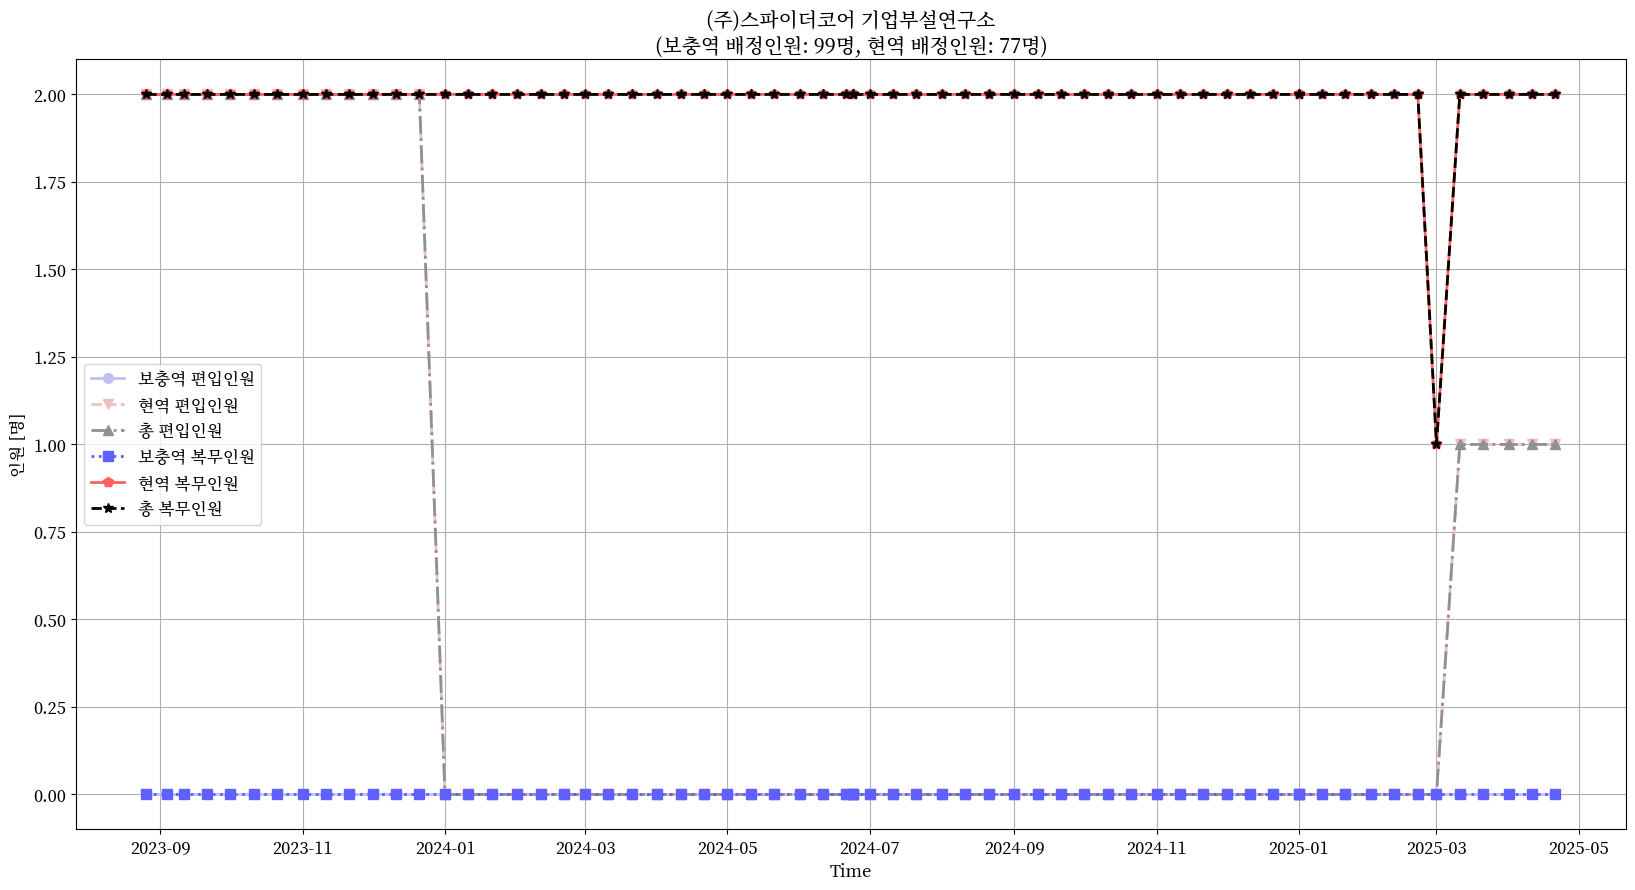 (주)스파이더코어 기업부설연구소
(보충역 배정인원: 99명, 현역 배정인원: 77명)
인원 [명]
2.00
1.75
1.50
1.25
1.00
0.75
0.50
0.25
0.00
보충역 편입인원
현역 편입인원
총 편입인원
보충역 복무인원
현역 복무인원
총 복무인원
2023-09 2023-11 2024-01 2024-03 2024-05 2024-07 2024-09 2024-11 2025-01 2025-03 2025-05
Time